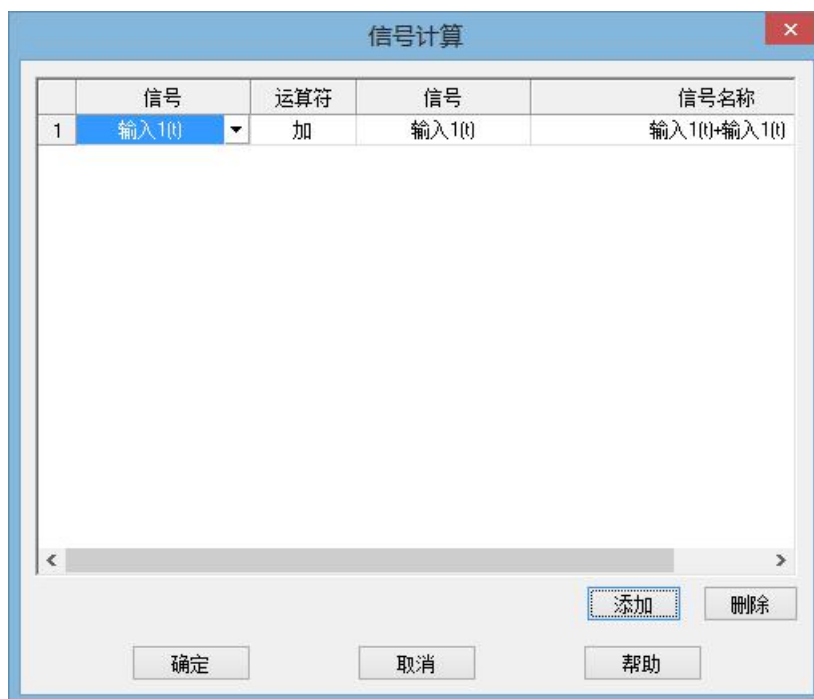 信号计算
信号 运算符 信号 信号名称
1 输入1(t) 加 输入1(t) 输入1(t)+输入1(t)
添加 删除
确定 取消 帮助